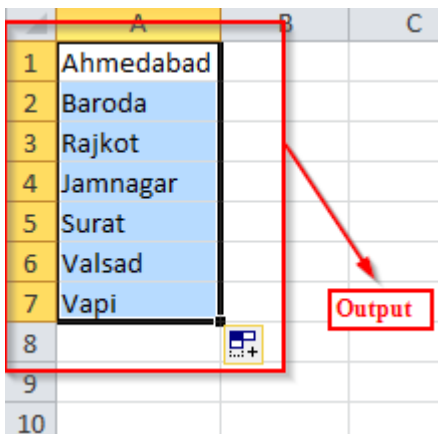 A B C
1 Ahmedabad
2 Baroda
3 Rajkot
4 Jamnagar
5 Surat
6 Valsad
7 Vapi Output
8
9
10